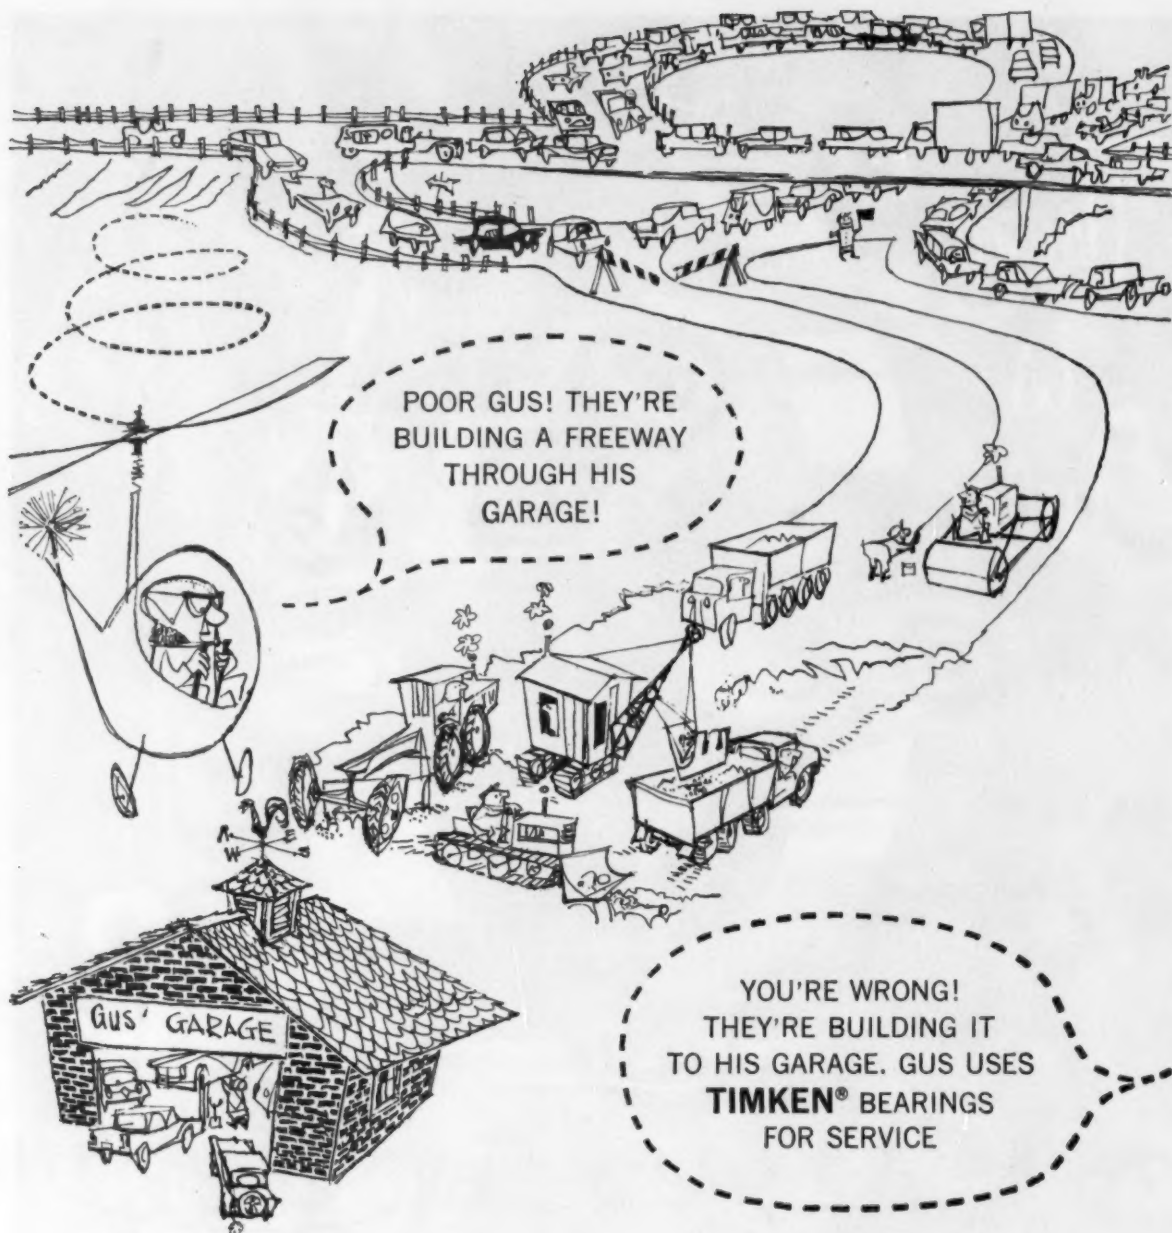 POOR GUS! THEY'RE
BUILDING A FREEWAY
THROUGH HIS
GARAGE!
W
E
GUS' GARAGE
YOU'RE WRONG!
THEY'RE BUILDING IT
TO HIS GARAGE. GUS USES
TIMKEN® BEARINGS
FOR SERVICE